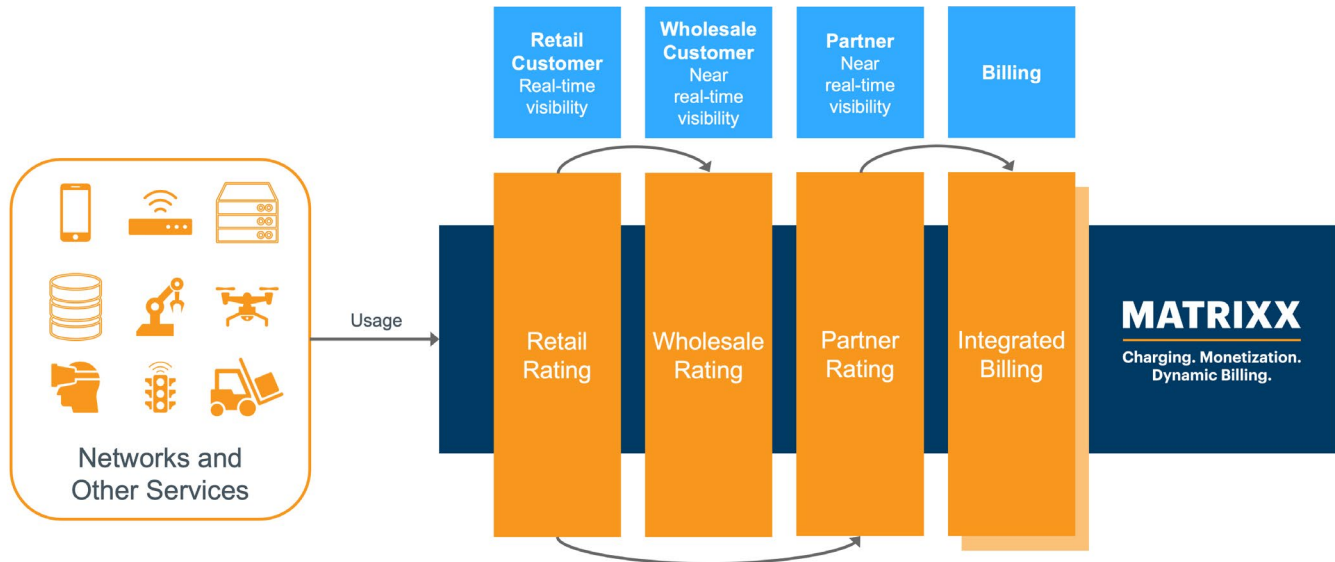 Retail
Customer
Real-time
visibility
Wholesale
Customer
Near
real-time
visibility
Partner
Near
real-time
visibility
Billing
Networks and
Other Services
Usage
Retail
Rating
Wholesale
Rating
Partner
Rating
Integrated
Billing
MATRIXX
Charging. Monetization.
Dynamic Billing.